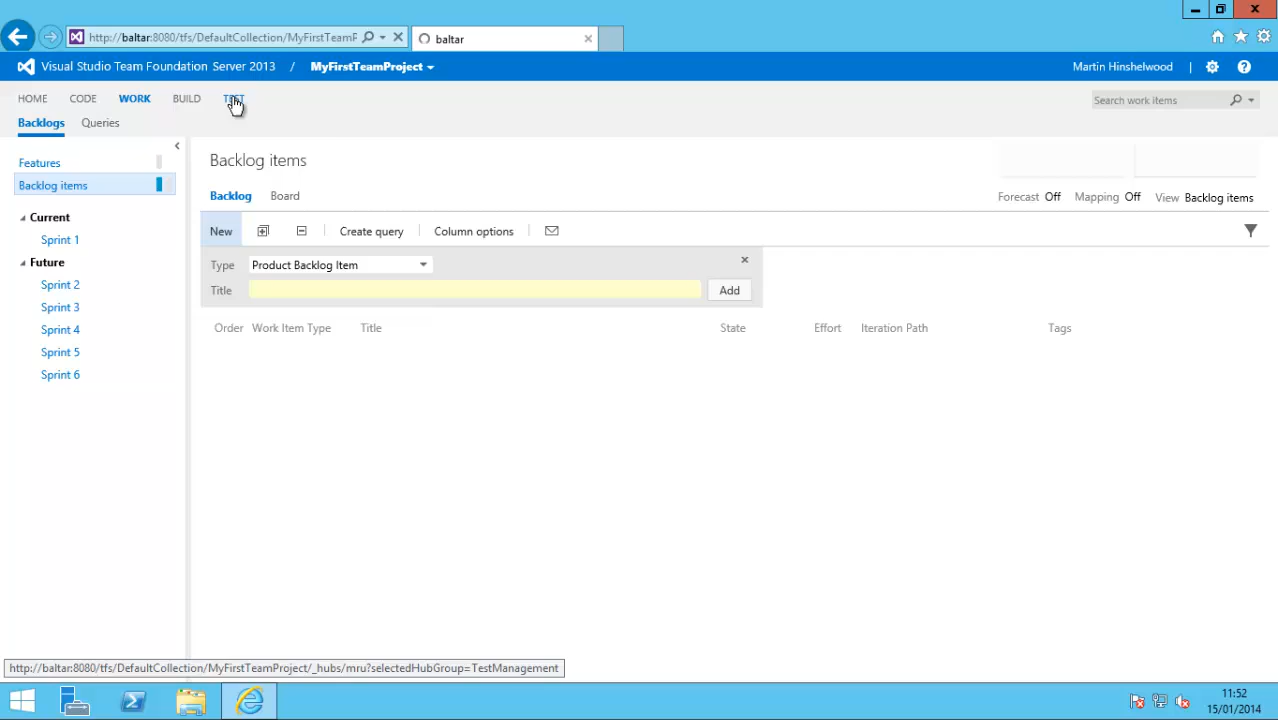 http://baltar:8080/tfs/DefaultCollection/MyFirstTeamP
baltar
Visual Studio Team Foundation Server 2013 / MyFirstTeamProject
Martin Hinshelwood
HOME CODE WORK BUILD TEST
Search work items
Backlogs Queries
Features
Backlog items
Current
Sprint 1
Future
Sprint 2
Sprint 3
Sprint 4
Sprint 5
Sprint 6
Backlog items
Backlog Board
Forecast Off Mapping Off View Backlog items
New Create query Column options
Type Product Backlog Item
Title Add
Order Work Item Type Title State Effort Iteration Path Tags
http://baltar:8080/tfs/DefaultCollection/MyFirstTeamProject/_hubs/mru?selectedHubGroup=TestManagement
11:52
15/01/2014